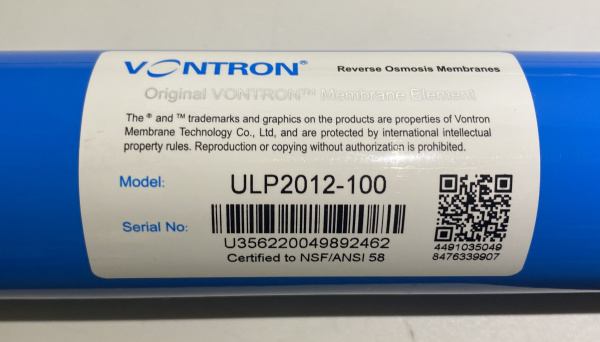 VONTRON®
Reverse Osmosis Membranes
Original VONTRON™ Membrane Element
The ® and ™ trademarks and graphics on the products are properties of Vontron
Membrane Technology Co., Ltd, and are protected by international intellectual
property rules. Reproduction or copying without authorization is prohibited.
Model: ULP2012-100
Serial No:
U356220049892462
Certified to NSF/ANSI 58
4491035049
8476339907